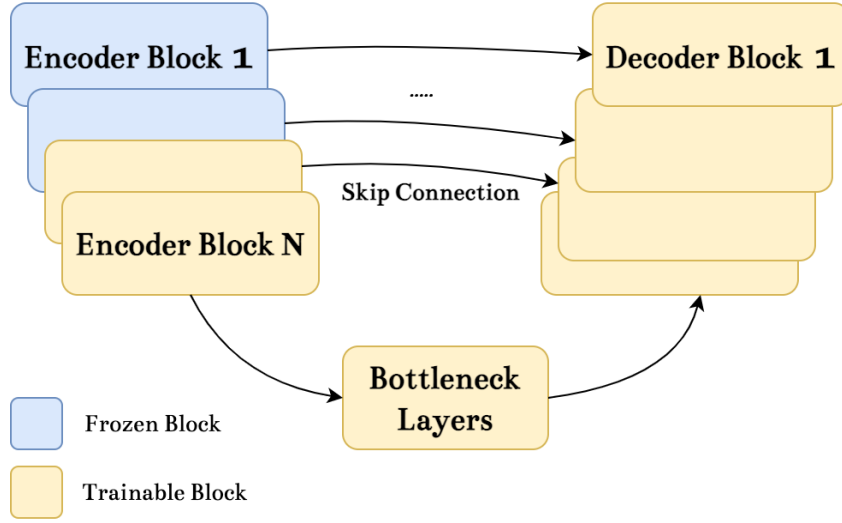 Encoder Block 1
Decoder Block 1
.....
Skip Connection
Encoder Block N
Bottleneck
Layers
Frozen Block
Trainable Block